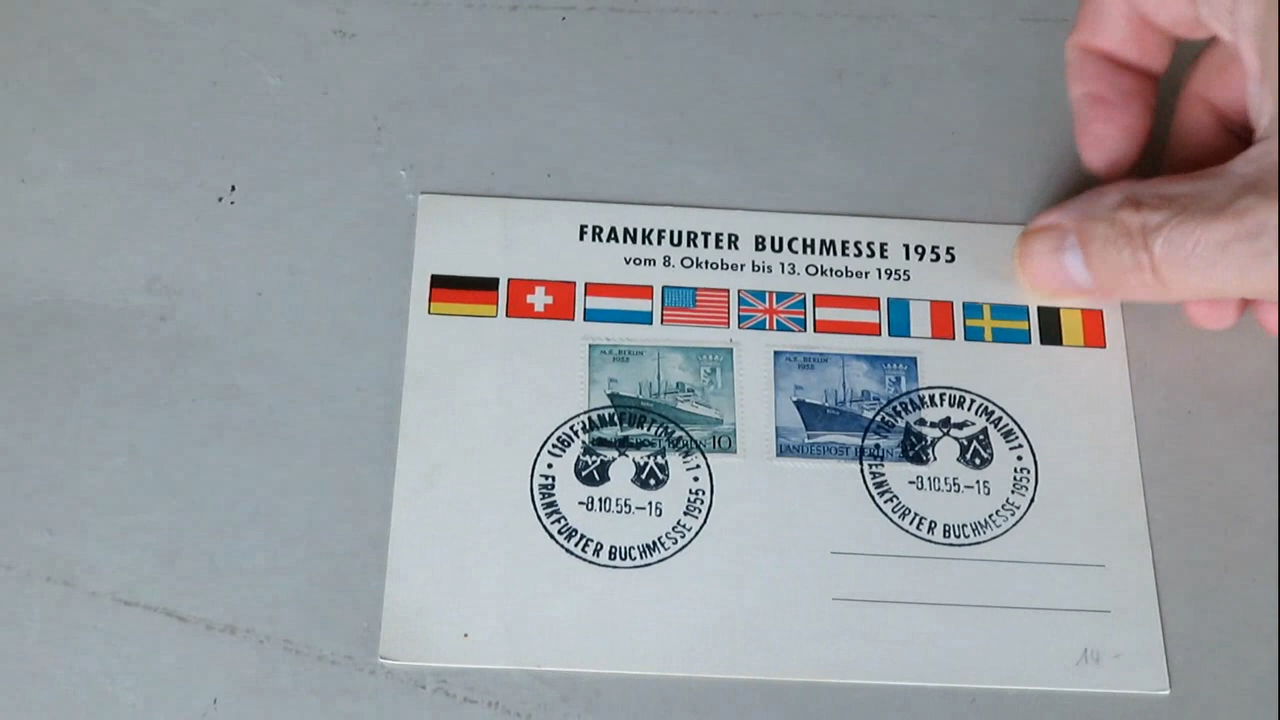 FRANKFURTER BUCHMESSE 1955
vom 8. Oktober bis 13. Oktober 1955
M.S. „BERLIN"
1955
LANDESPOST BERLIN 10
M.S. „BERLIN"
1955
LANDESPOST BERLIN
(16) FRANKFURT (MAIN) 1
-8.10.55.-16
FRANKFURTER BUCHMESSE 1955
(16) FRANKFURT (MAIN) 1
-8.10.55.-16
FRANKFURTER BUCHMESSE 1955
14 -